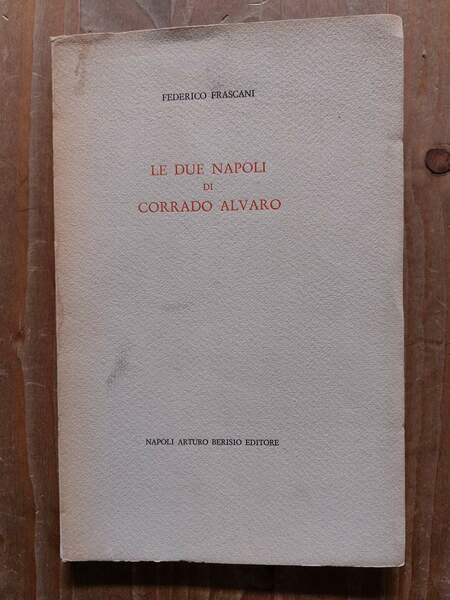 FEDERICO FRASCANI
LE DUE NAPOLI
DI
CORRADO ALVARO
NAPOLI ARTURO BERISIO EDITORE